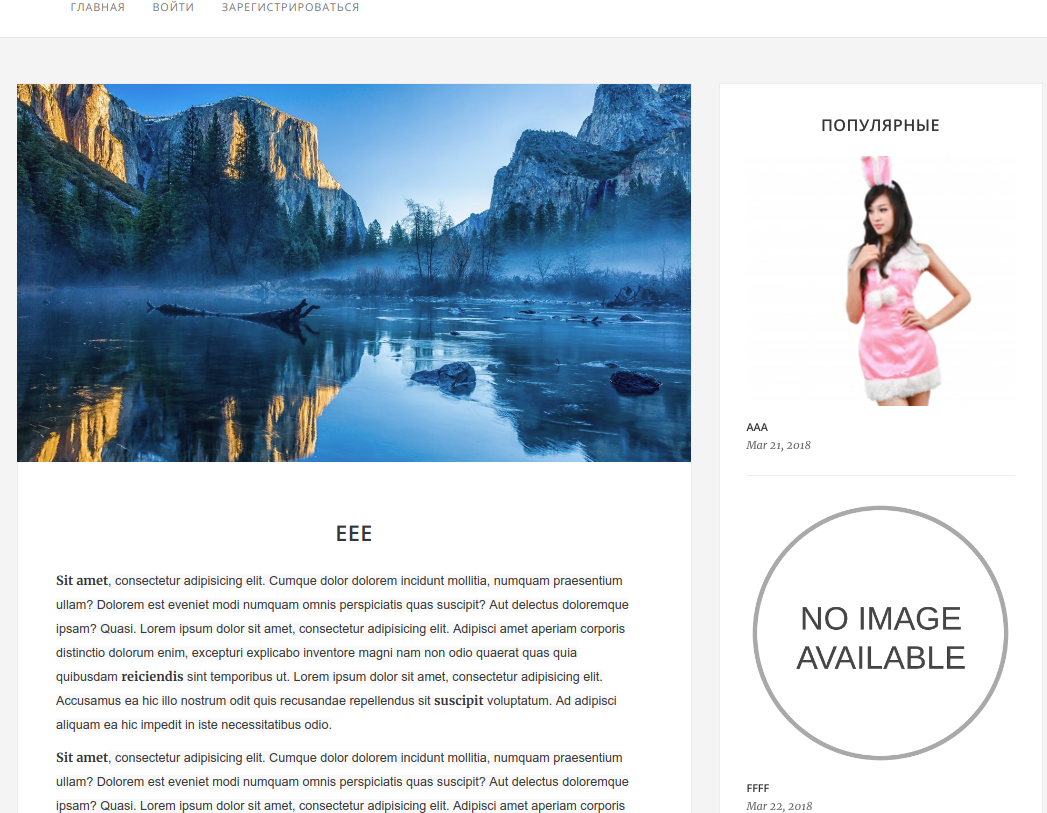 ГЛАВНАЯ ВОЙТИ ЗАРЕГИСТРИРОВАТЬСЯ
EEE
Sit amet, consectetur adipisicing elit. Cumque dolor dolorem incidunt mollitia, numquam praesentium
ullam? Dolorem est eveniet modi numquam omnis perspiciatis quas suscipit? Aut delectus doloremque
ipsam? Quasi. Lorem ipsum dolor sit amet, consectetur adipisicing elit. Adipisci amet aperiam corporis
distinctio dolorum enim, excepturi explicabo inventore magni nam non odio quaerat quas quia
quibusdam reiciendis sint temporibus ut. Lorem ipsum dolor sit amet, consectetur adipisicing elit.
Accusamus ea hic illo nostrum odit quis recusandae repellendus sit suscipit voluptatum. Ad adipisci
aliquam ea hic impedit in iste necessitatibus odio.
Sit amet, consectetur adipisicing elit. Cumque dolor dolorem incidunt mollitia, numquam praesentium
ullam? Dolorem est eveniet modi numquam omnis perspiciatis quas suscipit? Aut delectus doloremque
ipsam? Quasi. Lorem ipsum dolor sit amet, consectetur adipisicing elit. Adipisci amet aperiam corporis
ПОПУЛЯРНЫЕ
AAA
Mar 21, 2018
NO IMAGE
AVAILABLE
FFFF
Mar 22, 2018